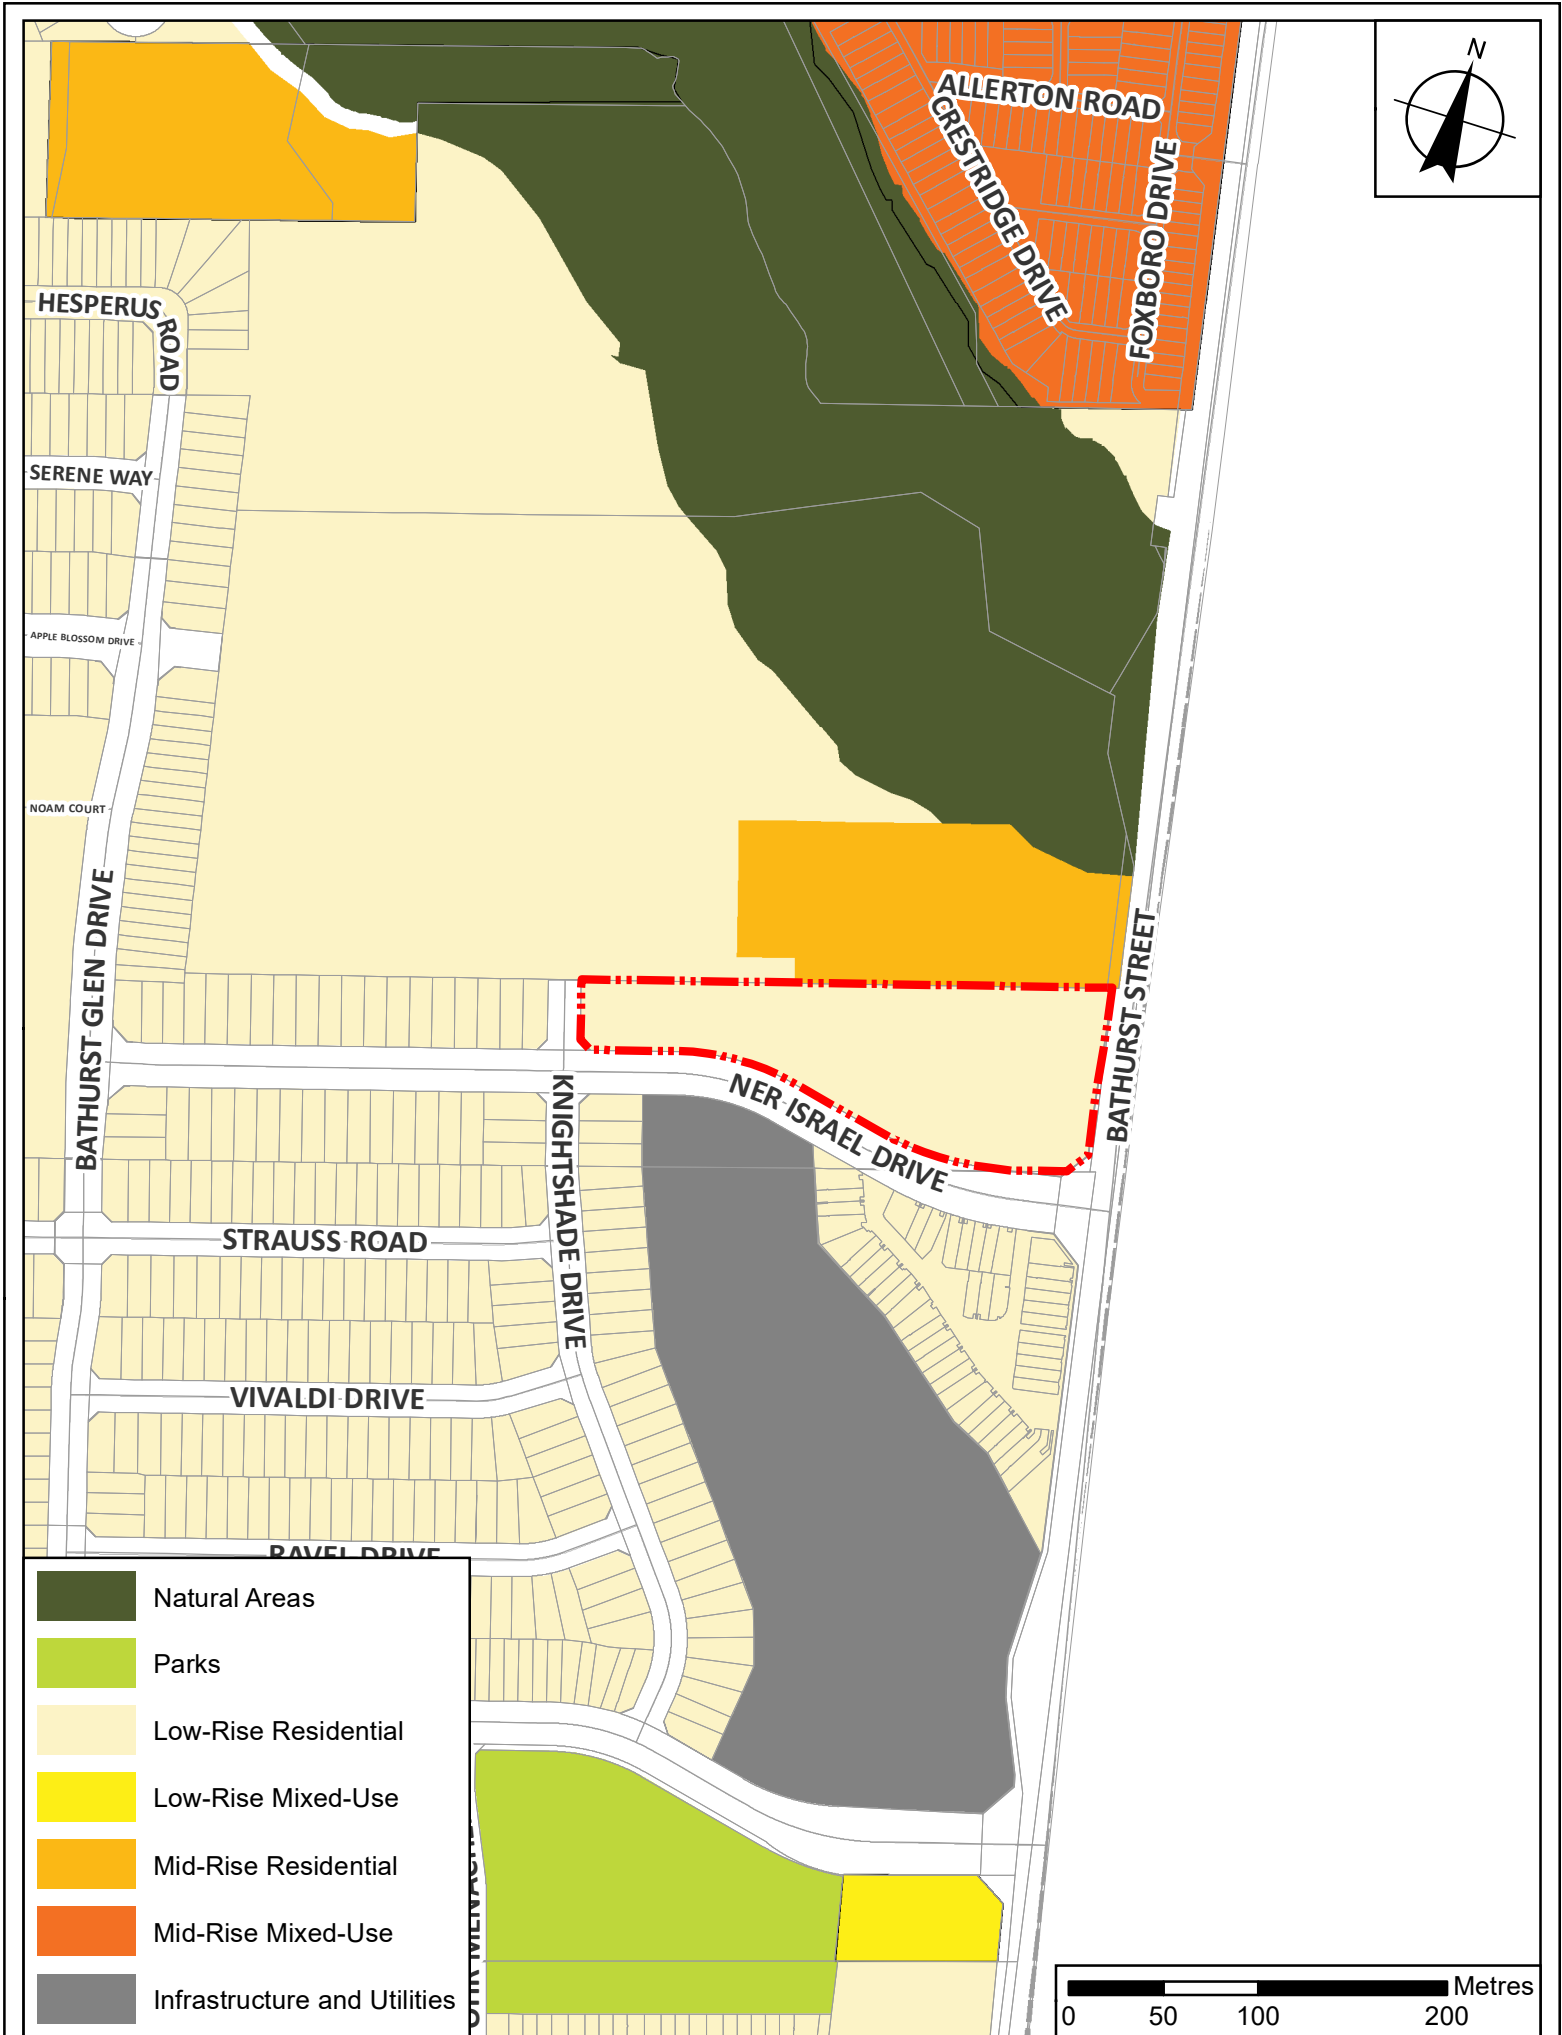 N
ALLERTON ROAD
CRESTRIDGE DRIVE
FOXBORO DRIVE
HESPERUS ROAD
SERENE WAY
APPLE BLOSSOM DRIVE
NOAM COURT
BATHURST GLEN DRIVE
BATHURST STREET
NER ISRAEL DRIVE
KNIGHTSHADE DRIVE
STRAUSS ROAD
VIVALDI DRIVE
RAVEL DRIVE
Natural Areas
Parks
Low-Rise Residential
Low-Rise Mixed-Use
Mid-Rise Residential
Mid-Rise Mixed-Use
Infrastructure and Utilities
Metres
0 50 100 200